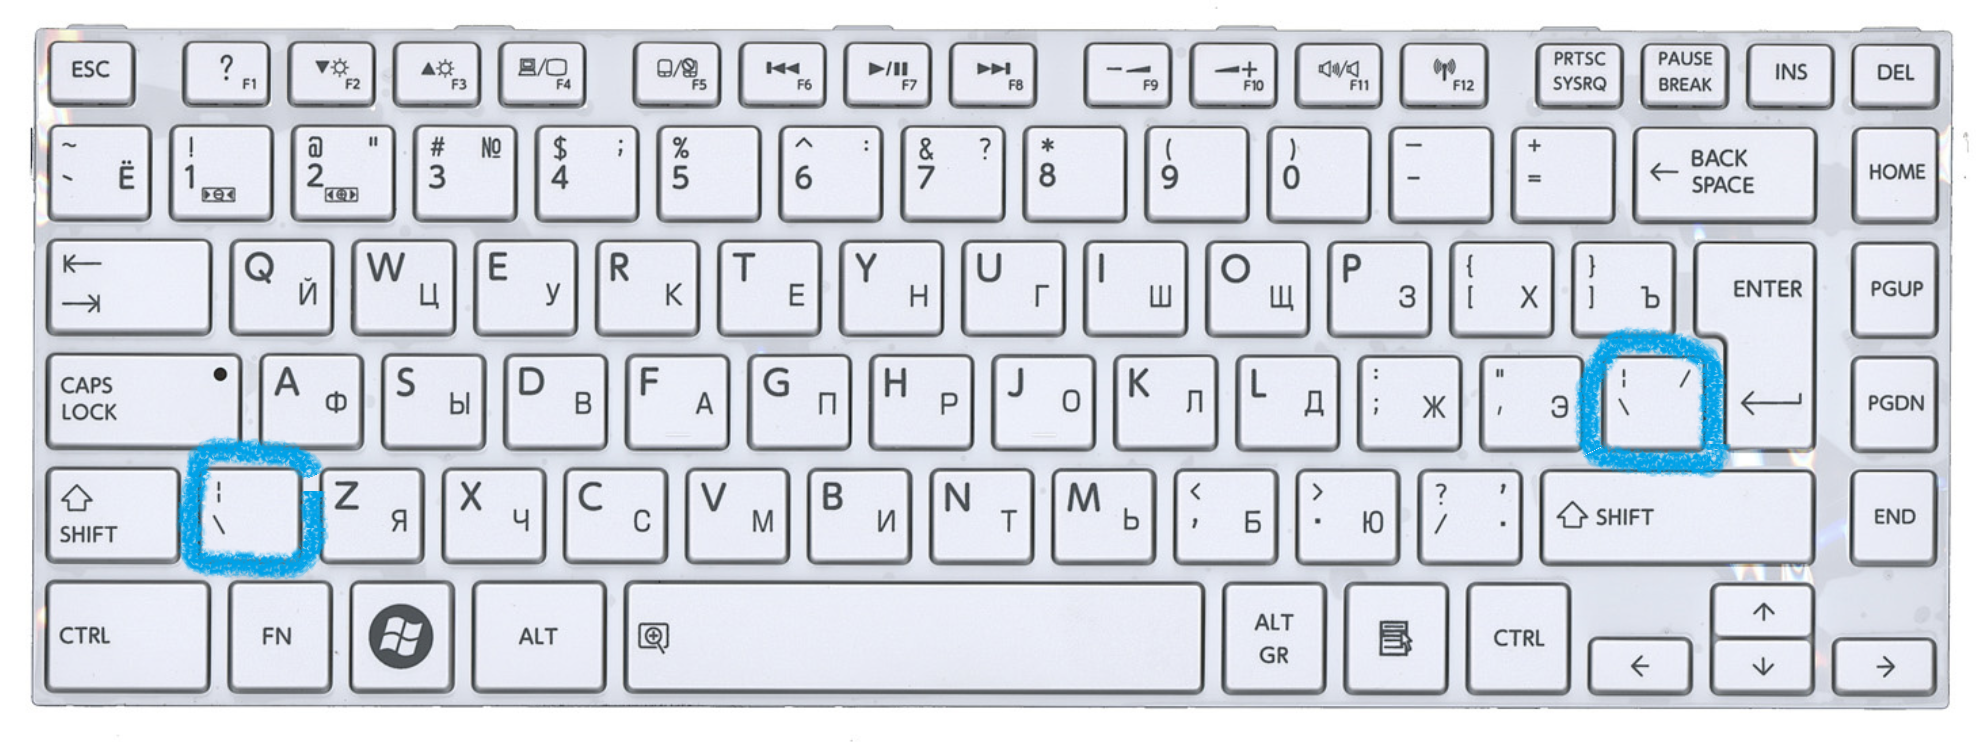 ESC ? F1 F2 F3 F4 F5 F6 F7 F8 F9 F10 F11 F12 PRTSC SYSRQ PAUSE BREAK INS DEL
~ ` Ё ! 1 @ " 2 # № 3 $ ; 4 % 5 ^ : 6 & ? 7 * 8 ( 9 ) 0 — - + = ← BACK SPACE HOME
Q Й W Ц E У R К T Е Y Н U Г I Ш O Щ P З { [ Х } ] Ъ ENTER PGUP
CAPS LOCK A Ф S Ы D В F А G П H Р J О K Л L Д : ; Ж " ' Э ¦ / \ PGDN
SHIFT ¦ \ Z Я X Ч C С V М B И N Т M Ь < , Б > . Ю ? , / . SHIFT END
CTRL FN ALT ALT GR CTRL ← ↑ ↓ →